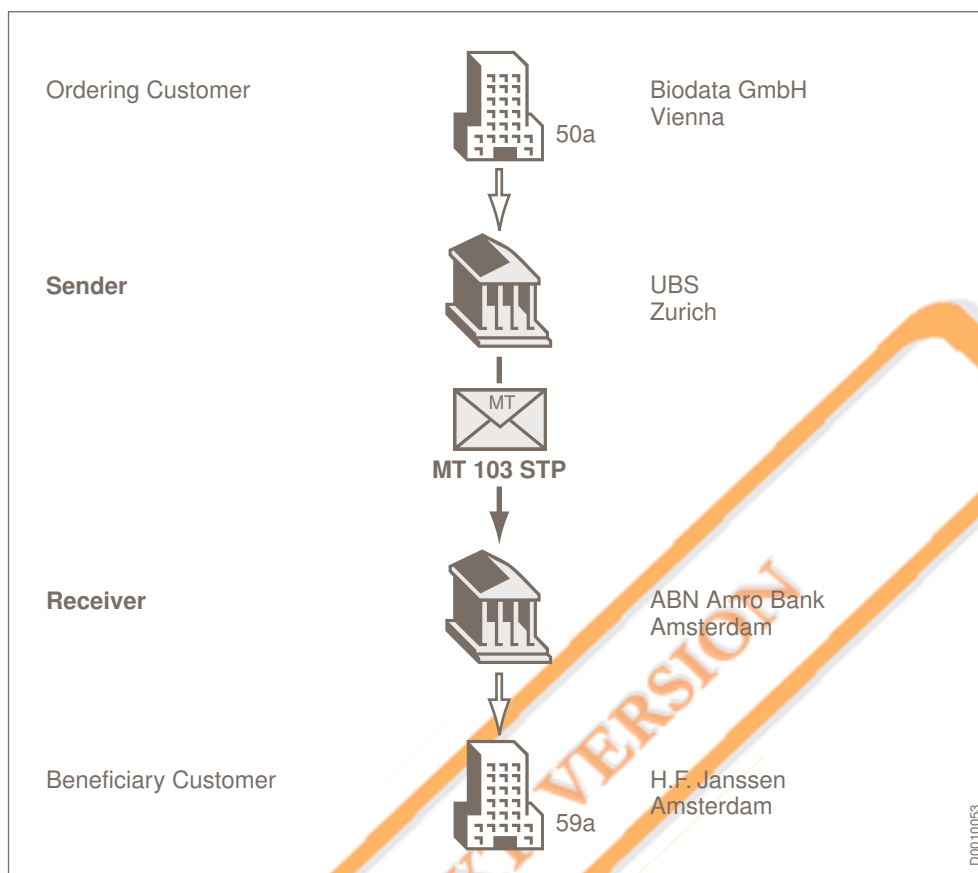 Ordering Customer
Biodata GmbH
Vienna
50a
Sender
UBS
Zurich
MT
MT 103 STP
Receiver
ABN Amro Bank
Amsterdam
Beneficiary Customer
H.F. Janssen
Amsterdam
59a
VERSION
D0010053